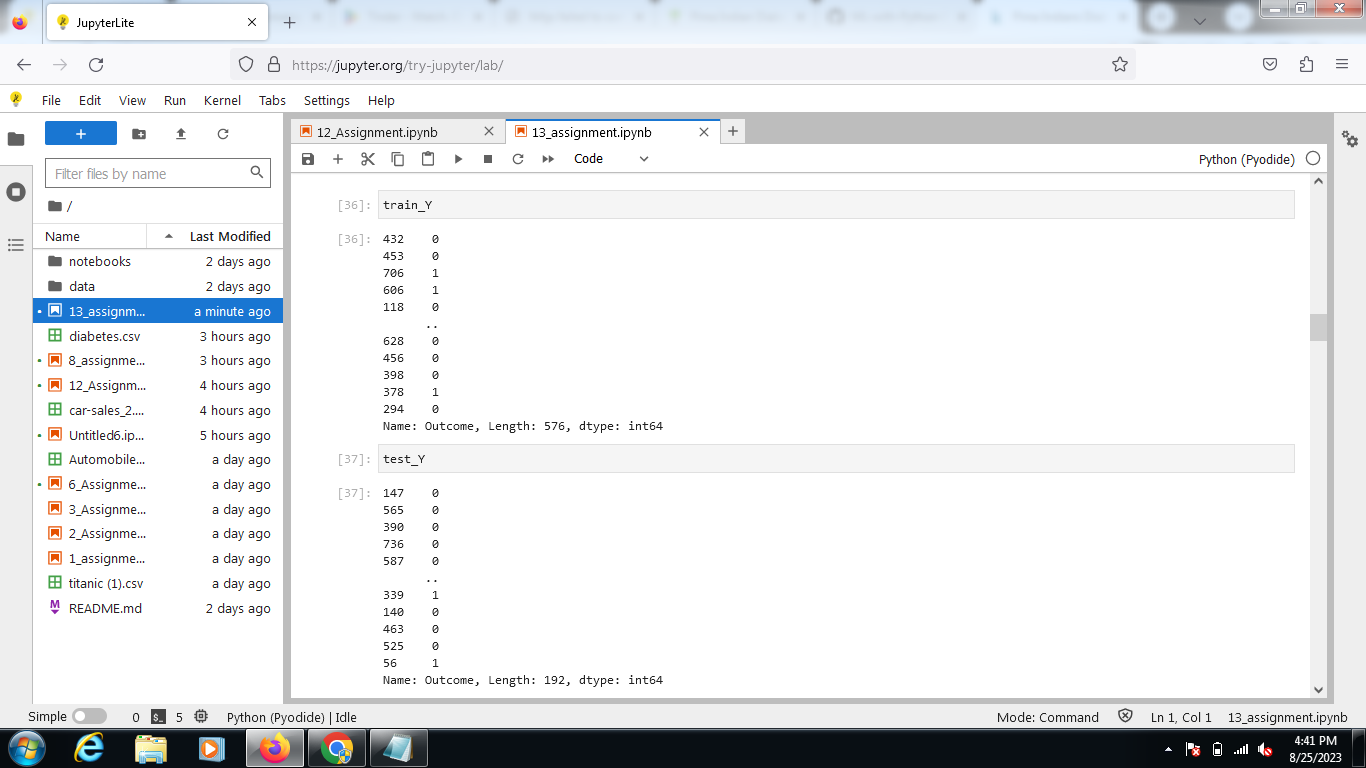 JupyterLite
https://jupyter.org/try-jupyter/lab/
File Edit View Run Kernel Tabs Settings Help
12_Assignment.ipynb
13_assignment.ipynb
Code
Python (Pyodide)
Filter files by name
/
Name Last Modified
notebooks 2 days ago
data 2 days ago
13_assignm... a minute ago
diabetes.csv 3 hours ago
8_assignme... 3 hours ago
12_Assignm... 4 hours ago
car-sales_2.... 4 hours ago
Untitled6.ip... 5 hours ago
Automobile... a day ago
6_Assignme... a day ago
3_Assignme... a day ago
2_Assignme... a day ago
1_assignme... a day ago
titanic (1).csv a day ago
README.md 2 days ago
[36]: train_Y
[36]: 432 0
453 0
706 1
606 1
118 0
..
628 0
456 0
398 0
378 1
294 0
Name: Outcome, Length: 576, dtype: int64
[37]: test_Y
[37]: 147 0
565 0
390 0
736 0
587 0
..
339 1
140 0
463 0
525 0
56 1
Name: Outcome, Length: 192, dtype: int64
Simple 0 5 Python (Pyodide) | Idle Mode: Command Ln 1, Col 1 13_assignment.ipynb
4:41 PM
8/25/2023